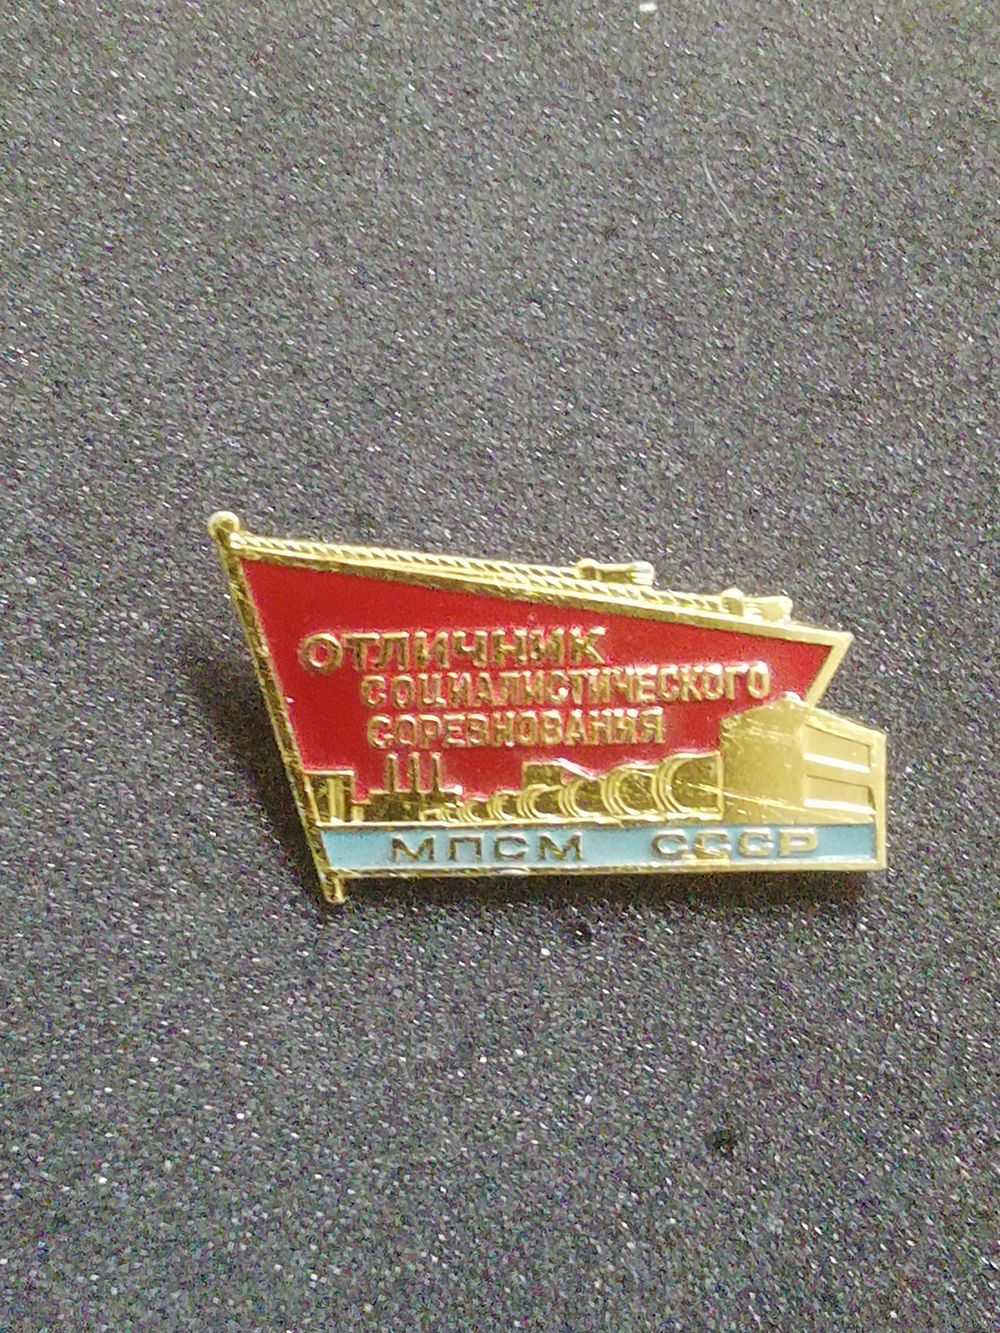 ОТЛИЧНИК
СОЦИАЛИСТИЧЕСКОГО
СОРЕВНОВАНИЯ
МПСМ СССР